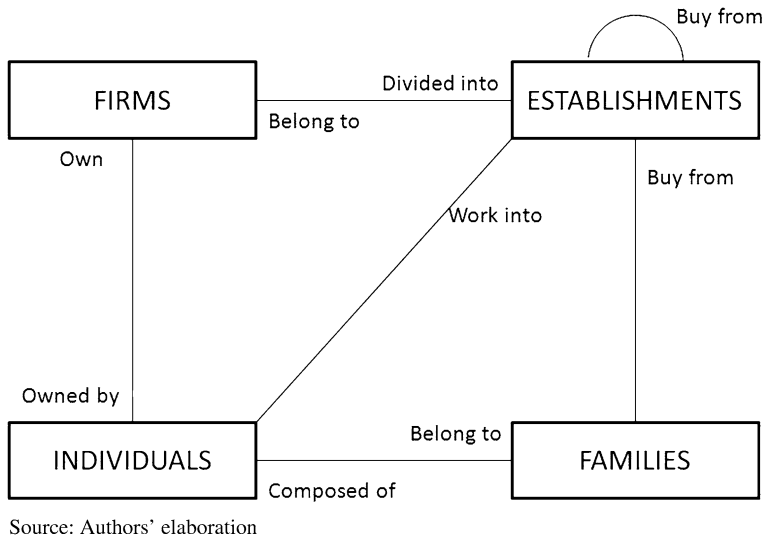 Buy from
Divided into
FIRMS
ESTABLISHMENTS
Belong to
Own
Buy from
Work into
Owned by
Belong to
INDIVIDUALS
FAMILIES
Composed of
Source: Authors' elaboration